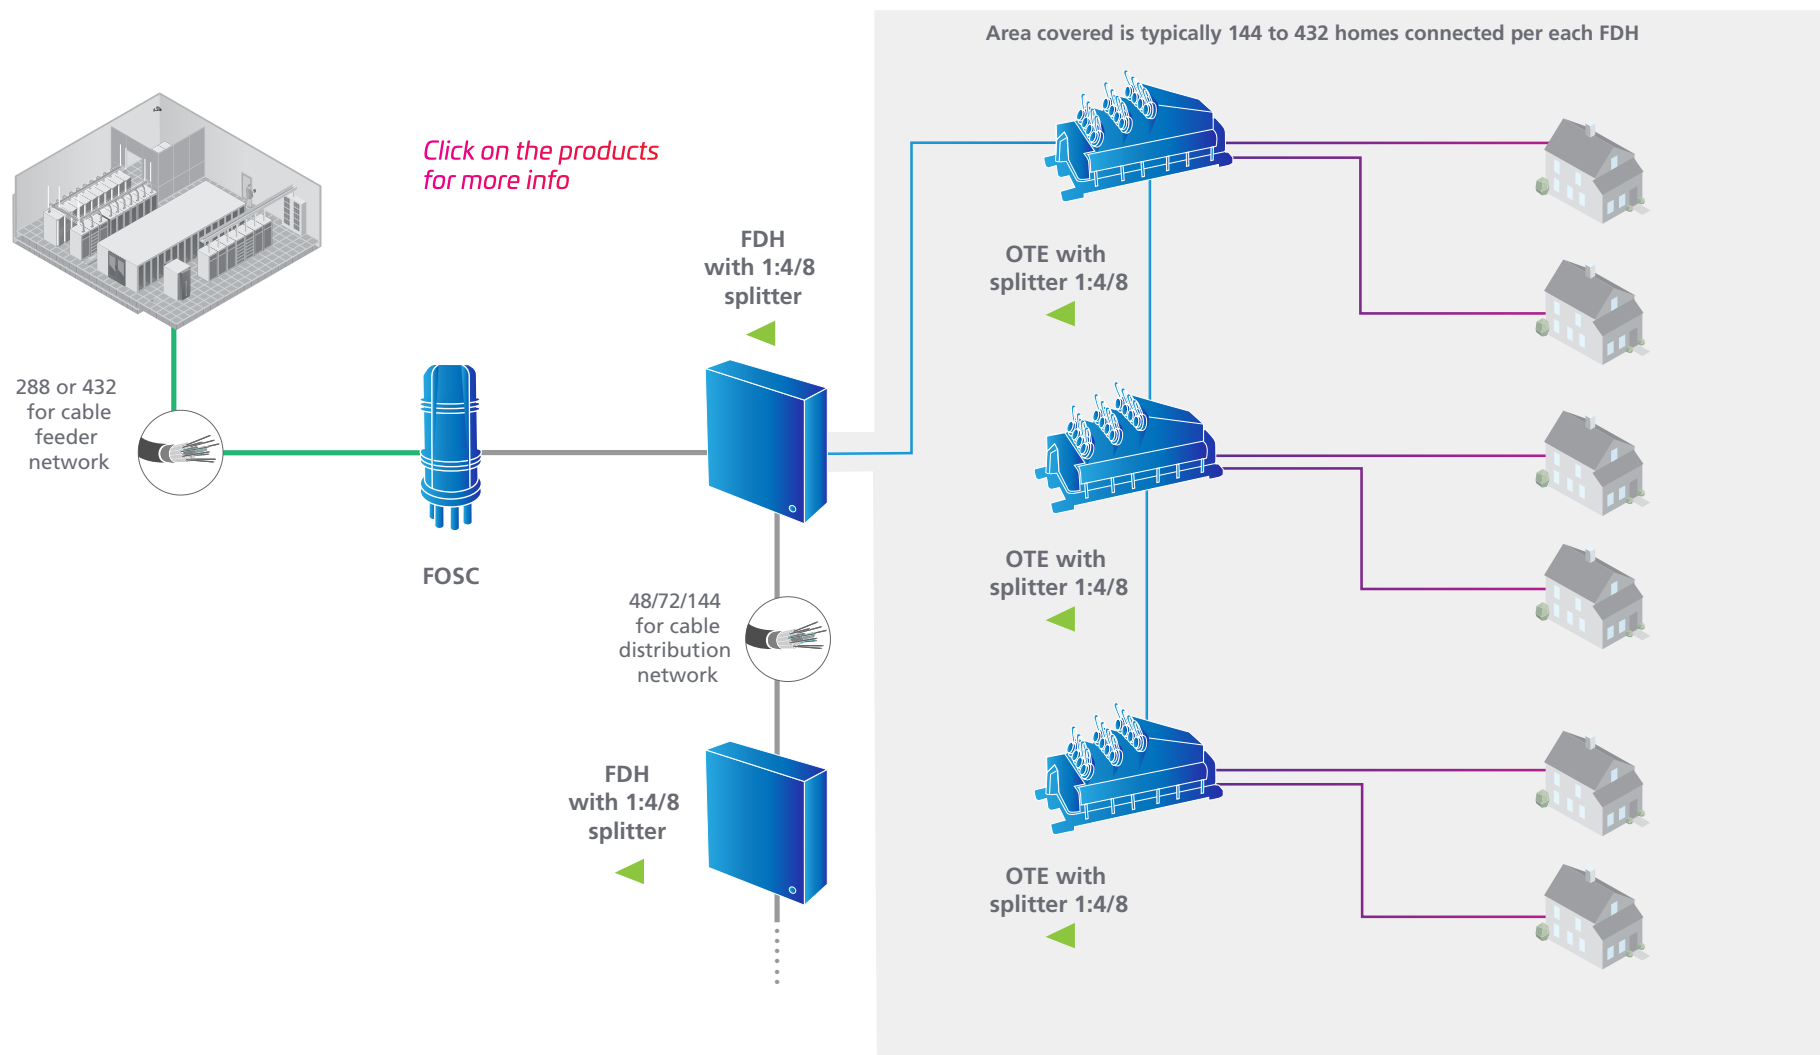 Area covered is typically 144 to 432 homes connected per each FDH
Click on the products
for more info
FDH
with 1:4/8
splitter
OTE with
splitter 1:4/8
288 or 432
for cable
feeder
network
FOSC
OTE with
splitter 1:4/8
48/72/144
for cable
distribution
network
FDH
with 1:4/8
splitter
OTE with
splitter 1:4/8